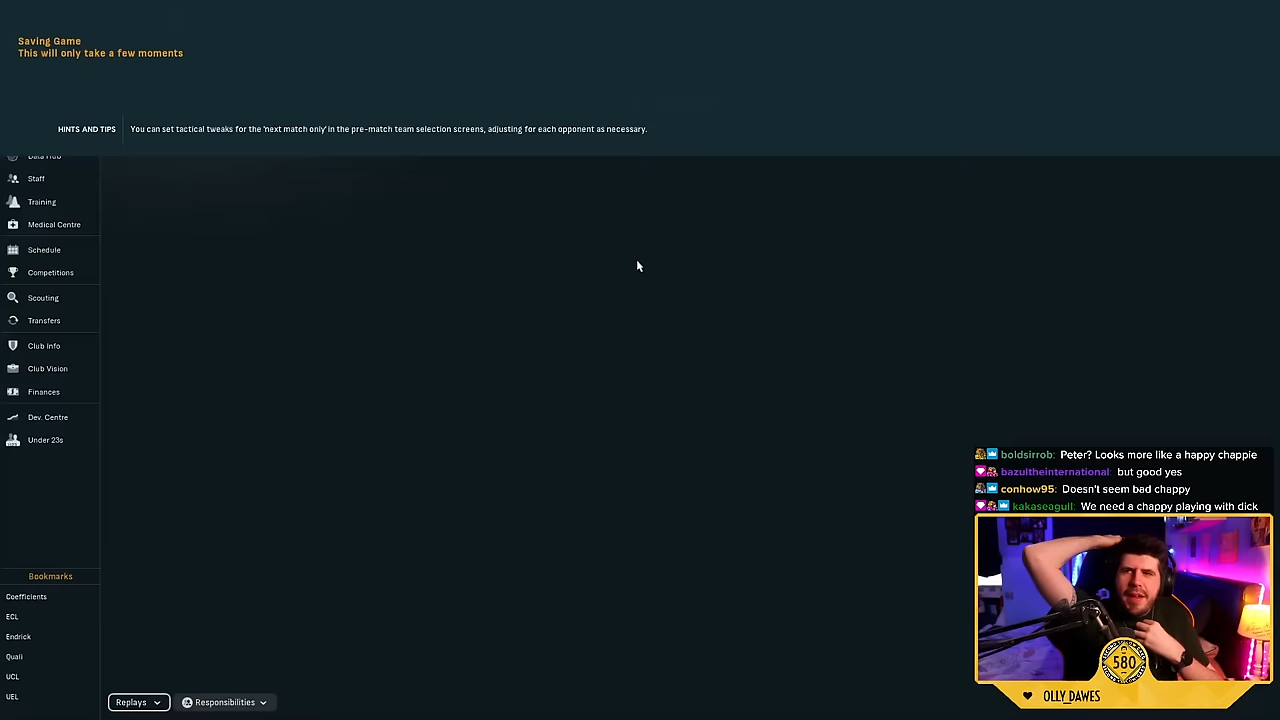 Saving Game
This will only take a few moments
HINTS AND TIPS
You can set tactical tweaks for the 'next match only' in the pre-match team selection screens, adjusting for each opponent as necessary.
Data Hub
Staff
Training
Medical Centre
Schedule
Competitions
Scouting
Transfers
Club Info
Club Vision
Finances
Dev. Centre
Under 23s
Bookmarks
Coefficients
ECL
Endrick
Quali
UCL
UEL
Replays
Responsibilities
boldsirrob: Peter? Looks more like a happy chappie
bazultheinternational: but good yes
conhow95: Doesn't seem bad chappy
kakaseagull: We need a chappy playing with dick
580
OLLY_DAWES